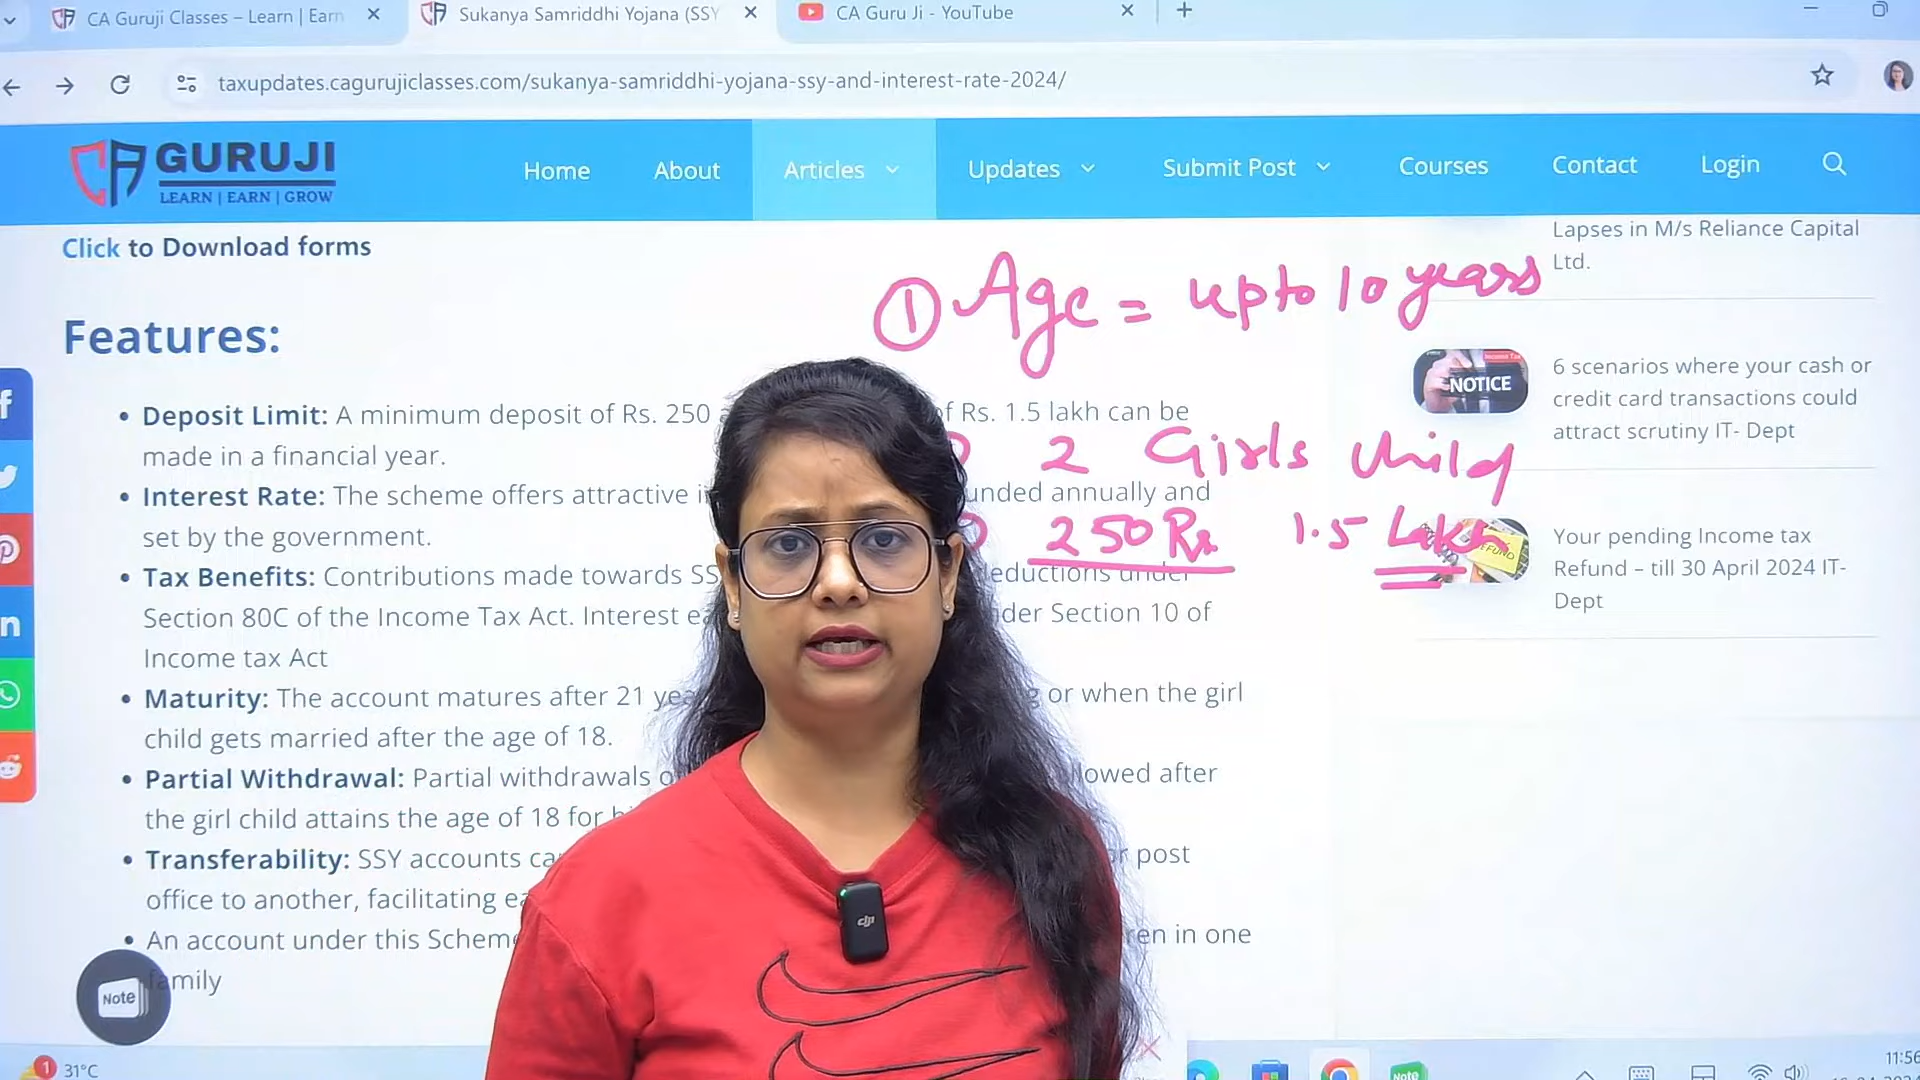 CA Guruji Classes – Learn | Earn
Sukanya Samriddhi Yojana (SSY
CA Guru Ji - YouTube
taxupdates.cagurujiclasses.com/sukanya-samriddhi-yojana-ssy-and-interest-rate-2024/
CA GURUJI
LEARN | EARN | GROW
Home About Articles Updates Submit Post Courses Contact Login
Click to Download forms
Lapses in M/s Reliance Capital
Ltd.
① Age = upto 10 years
Features:
NOTICE
6 scenarios where your cash or
credit card transactions could
attract scrutiny IT- Dept
• Deposit Limit: A minimum deposit of Rs. 250 of Rs. 1.5 lakh can be
made in a financial year.
2 Girls child
• Interest Rate: The scheme offers attractive annually and
set by the government.
250 Rs 1.5 Lakh
Your pending Income tax
Refund – till 30 April 2024 IT-
Dept
• Tax Benefits: Contributions made towards under
Section 80C of the Income Tax Act. Interest Section 10 of
Income tax Act
• Maturity: The account matures after 21 or when the girl
child gets married after the age of 18.
• Partial Withdrawal: Partial withdrawals after
the girl child attains the age of 18 for
• Transferability: SSY accounts post
office to another, facilitating
• An account under this in one
family
Note
dji
1
31°C
Note
11:56